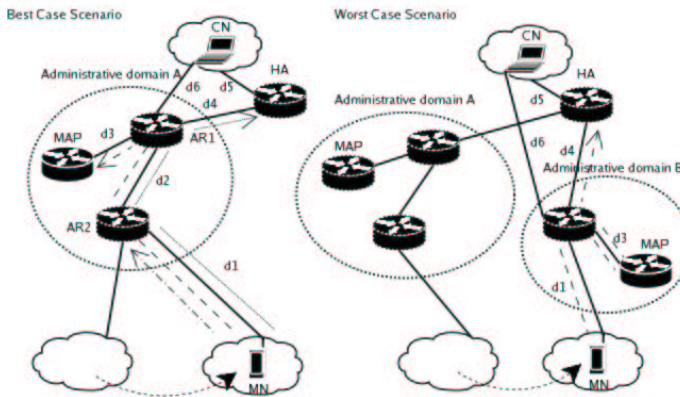 Best Case Scenario
CN
HA
Administrative domain A
d6
d5
d4
MAP
d3
AR1
d2
AR2
d1
MN
Worst Case Scenario
CN
HA
d5
Administrative domain A
d6
MAP
d4
Administrative domain B
d3
MAP
d1
MN